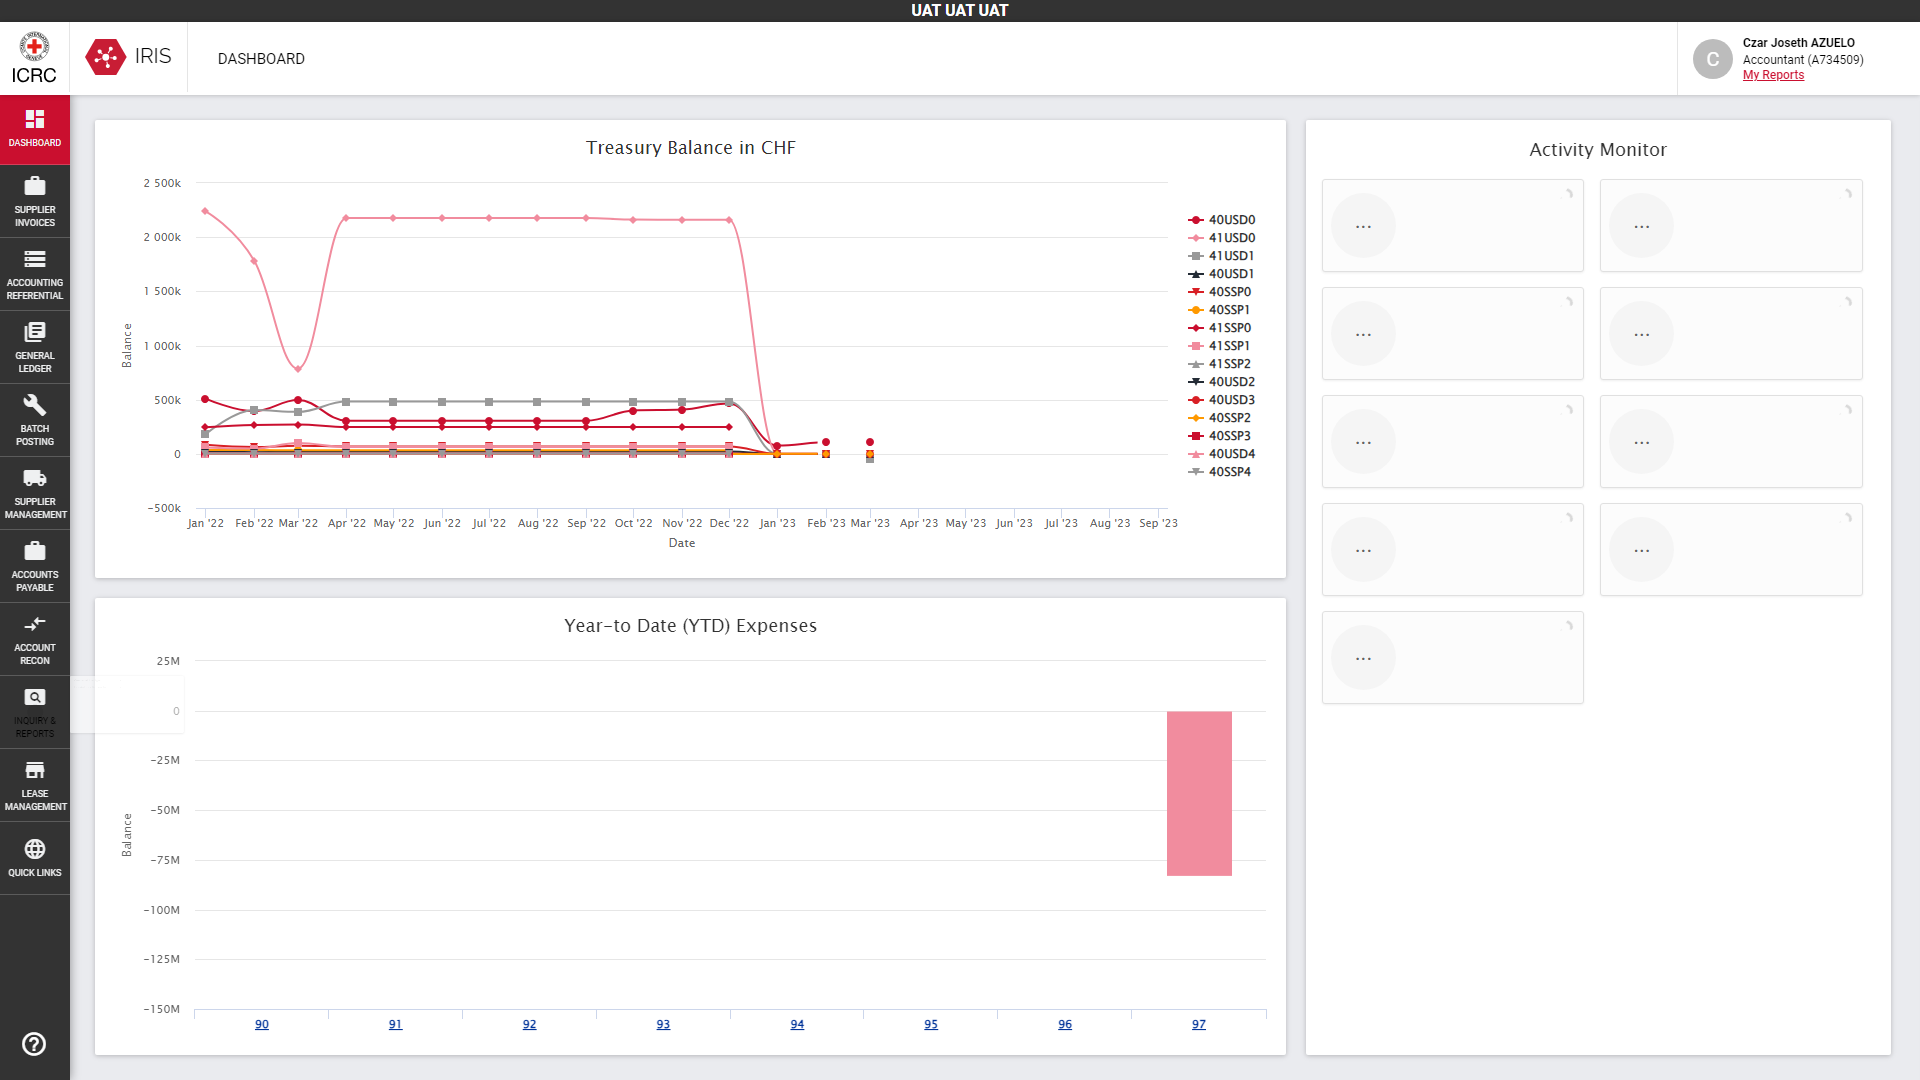 UAT UAT UAT
ICRC
IRIS
DASHBOARD
C
Czar Joseth AZUELO
Accountant (A734509)
My Reports
DASHBOARD
SUPPLIER
INVOICES
ACCOUNTING
REFERENTIAL
GENERAL
LEDGER
BATCH
POSTING
SUPPLIER
MANAGEMENT
ACCOUNTS
PAYABLE
ACCOUNT
RECON
INQUIRY &
REPORTS
LEASE
MANAGEMENT
QUICK LINKS
Treasury Balance in CHF
2 500k
2 000k
1 500k
1 000k
500k
0
−500k
Balance
Jan '22 Feb '22 Mar '22 Apr '22 May '22 Jun '22 Jul '22 Aug '22 Sep '22 Oct '22 Nov '22 Dec '22 Jan '23 Feb '23 Mar '23 Apr '23 May '23 Jun '23 Jul '23 Aug '23 Sep '23
Date
40USD0
41USD0
41USD1
40USD1
40SSP0
40SSP1
41SSP0
41SSP1
41SSP2
40USD2
40USD3
40SSP2
40SSP3
40USD4
40SSP4
Year-to Date (YTD) Expenses
25M
0
−25M
−50M
−75M
−100M
−125M
−150M
Balance
90 91 92 93 94 95 96 97
Activity Monitor
... ...
... ...
... ...
... ...
...